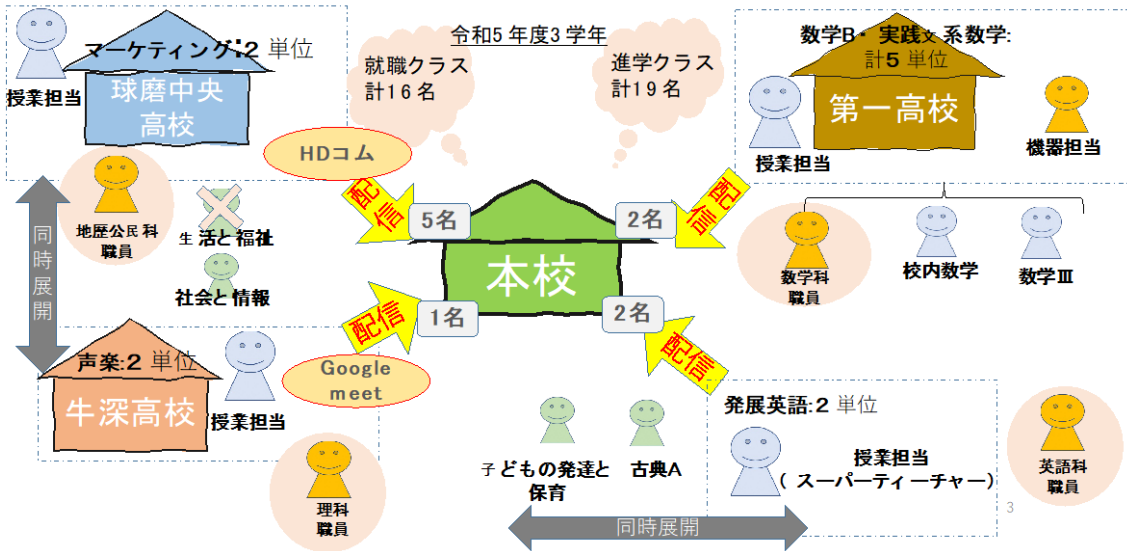 令和5年度3学年
マーケティング:2 単位
授業担当
球磨中央
高校
就職クラス
計16名
進学クラス
計19名
数学B・実践文系数学:
計5 単位
第一高校
授業担当
機器担当
HDコム
配信
5名
配信
2名
地歴公民科
職員
生活と福祉
社会と情報
同時展開
本校
数学科
職員
校内数学
数学Ⅲ
配信
1名
配信
2名
声楽:2 単位
牛深高校
授業担当
Google
meet
理科
職員
子どもの発達と
保育
古典A
発展英語:2 単位
授業担当
(スーパーティーチャー)
英語科
職員
同時展開
3